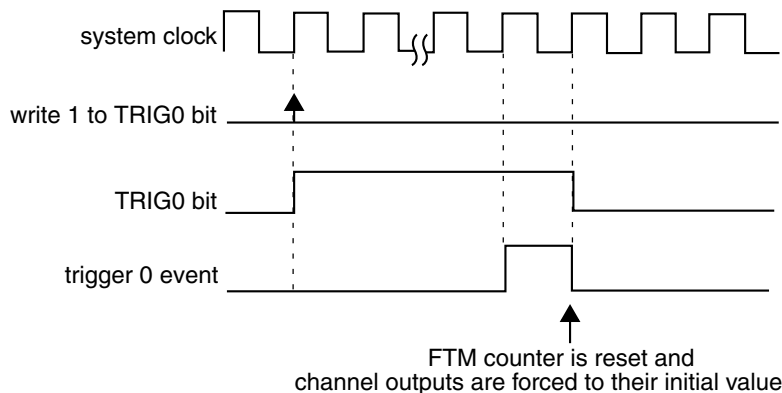 system clock
write 1 to TRIG0 bit
TRIG0 bit
trigger 0 event
FTM counter is reset and
channel outputs are forced to their initial value